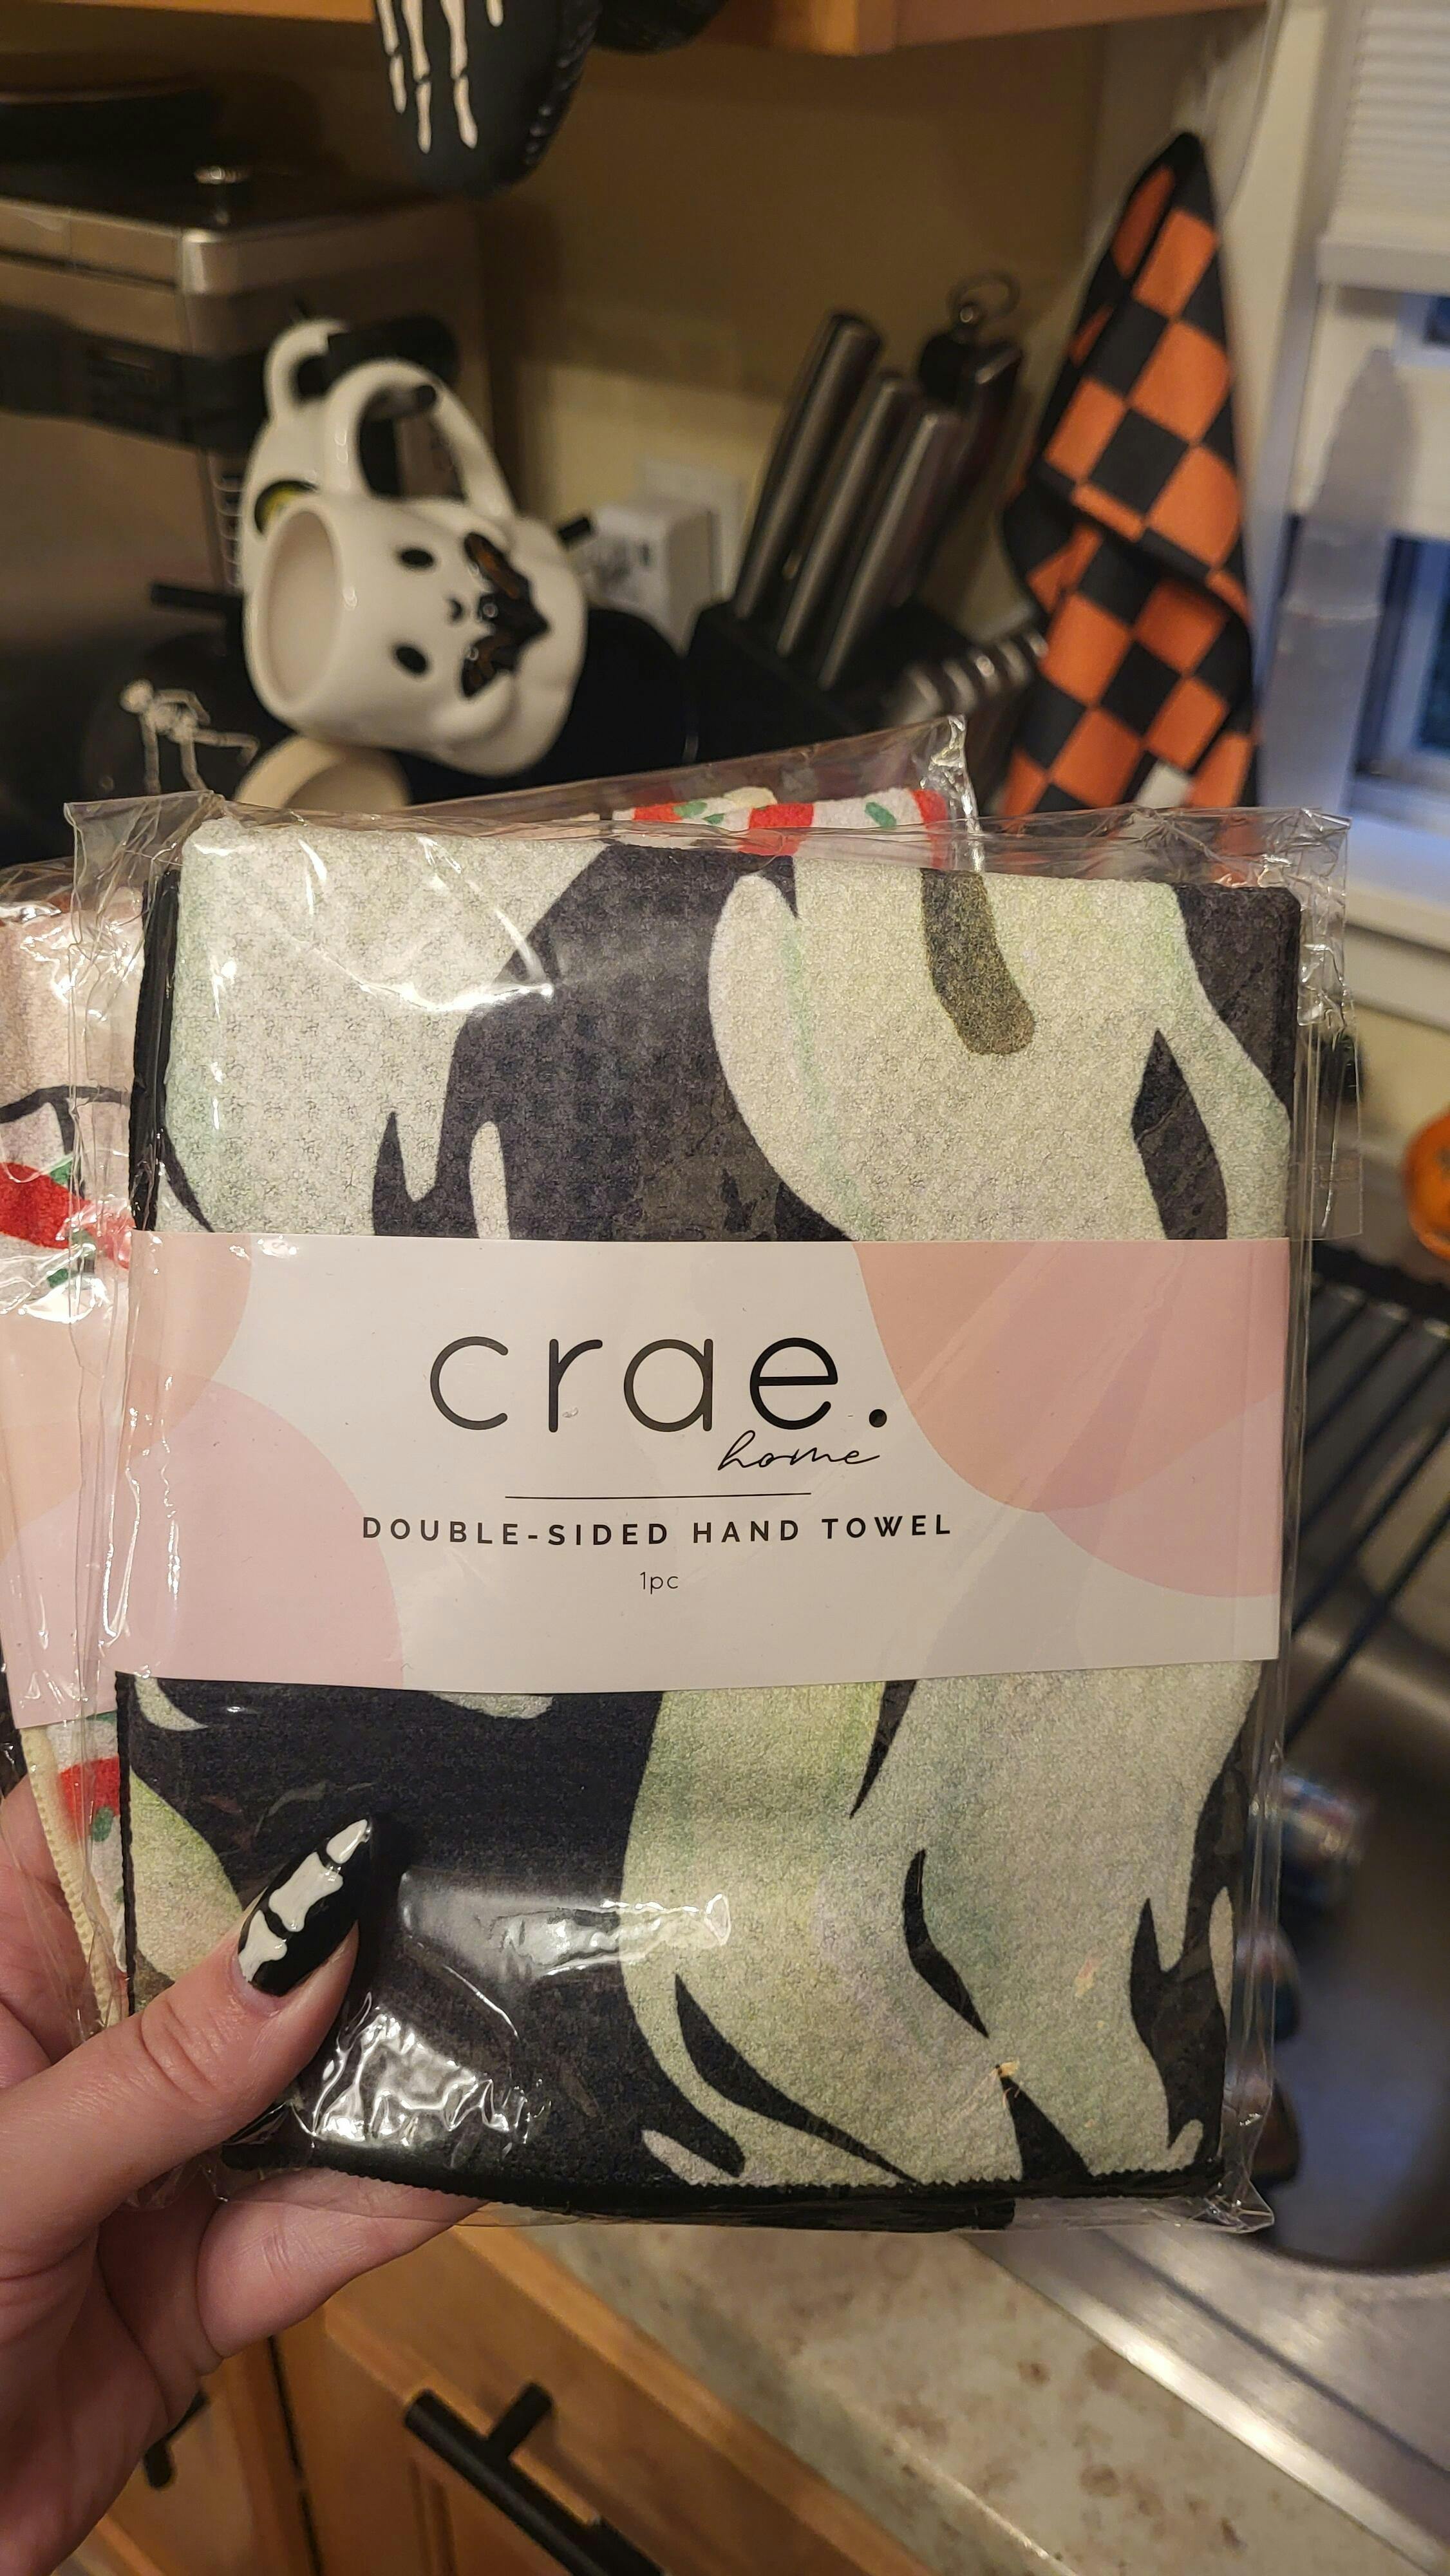 crae.
home
DOUBLE-SIDED HAND TOWEL
1pc